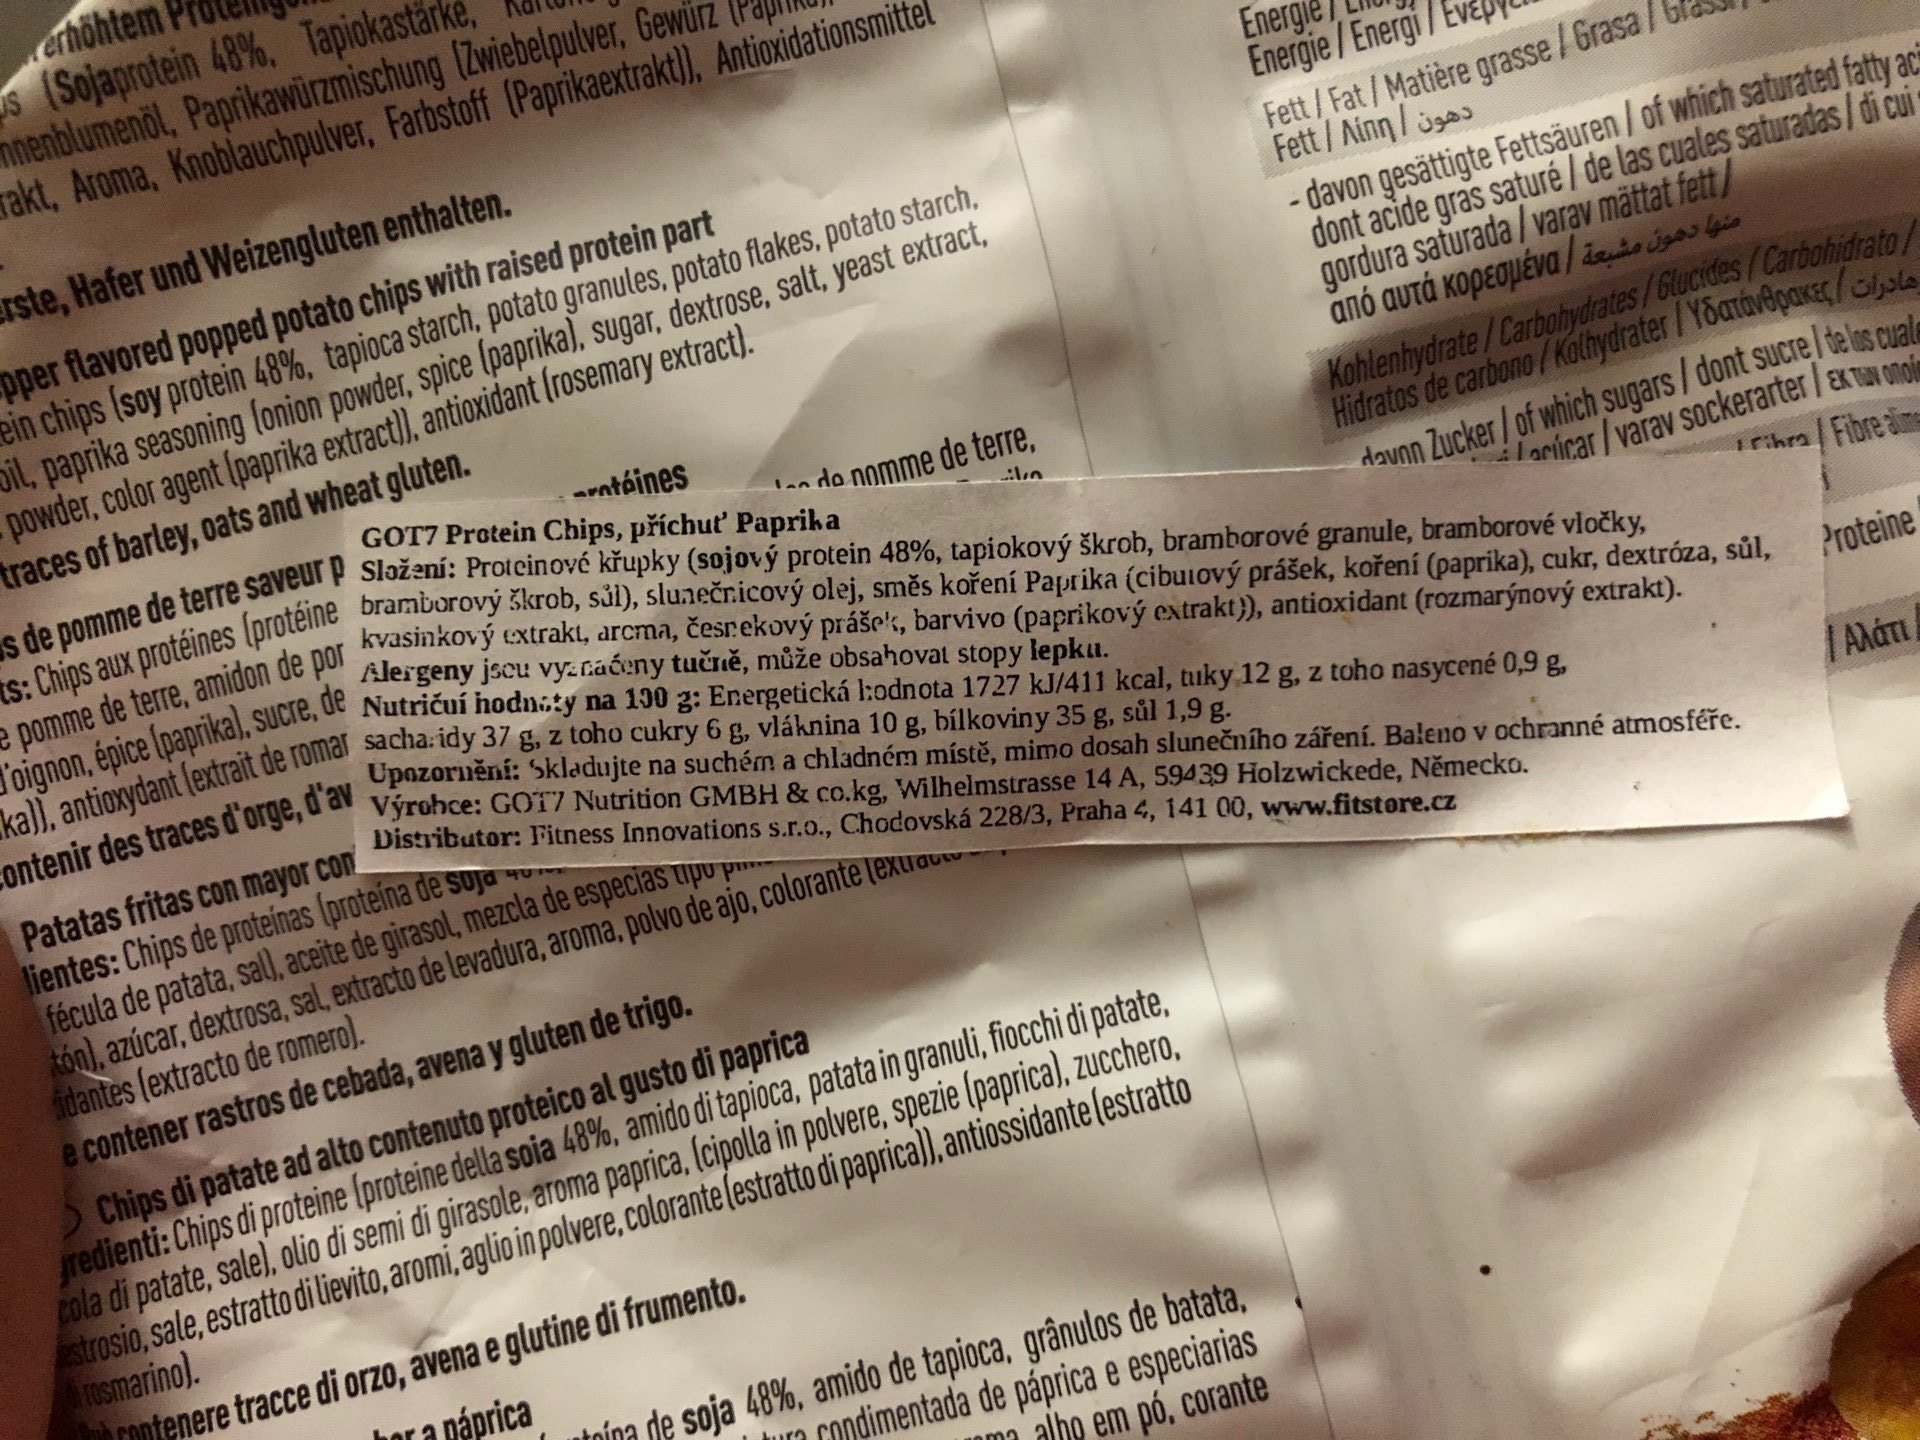 erhöhtem
(Sojaprotein 48%, Tapiokastärke,
Paprikawürzmischung (Zwiebelpulver, Gewürz (Paprika),
Aroma, Knoblauchpulver, Farbstoff (Paprikaextrakt)), Antioxidationsmittel
Hafer und Weizengluten enthalten.
flavored popped potato chips with raised protein part
chips (soy protein 48%, tapioca starch, potato granules, potato flakes, potato starch,
oil, paprika seasoning (onion powder, spice (paprika), sugar, dextrose, salt, yeast extract,
powder, color agent (paprika extract)), antioxidant (rosemary extract).
traces of barley, oats and wheat gluten.
protéines
de pomme de terre,
de pomme de terre saveur
Chips aux protéines (protéine
pomme de terre, amidon de
d'oignon, épice (paprika), sucre,
antioxydant (extrait de
contenir des traces d'orge,
GOT7 Protein Chips, příchuť Paprika
Složení: Proteinové křupky (sojový protein 48%, tapiokový škrob, bramborové granule, bramborové vločky,
bramborový škrob, sůl), slunečnicový olej, směs koření Paprika (cibulový prášek, koření (paprika), cukr, dextróza, sůl,
kvasinkový extrakt, aroma, česnekový prášek, barvivo (paprikový extrakt)), antioxidant (rozmarýnový extrakt).
Alergeny jsou vyznačeny tučně, může obsahovat stopy lepku.
Nutriční hodnoty na 100 g: Energetická hodnota 1727 kJ/411 kcal, tuky 12 g, z toho nasycené 0,9 g,
sacharidy 37 g, z toho cukry 6 g, vláknina 10 g, bílkoviny 35 g, sůl 1,9 g.
Upozornění: Skladujte na suchém a chladném místě, mimo dosah slunečního záření. Baleno v ochranné atmosféře.
Výrobce: GOT7 Nutrition GMBH & co.kg, Wilhelmstrasse 14 A, 59439 Holzwickede, Německo.
Distributor: Fitness Innovations s.r.o., Chodovská 228/3, Praha 4, 141 00, www.fitstore.cz
Patatas fritas con mayor
Chips de proteínas (proteína de soja
fécula de patata, sal), aceite de girasol, mezcla de especias tipo
azúcar, dextrosa, sal, extracto de levadura, aroma, polvo de ajo, colorante
(extracto de romero).
contener rastros de cebada, avena y gluten de trigo.
Chips di patate ad alto contenuto proteico al gusto di paprica
Chips di proteine (proteine della soia 48%, amido di tapioca, patata in granuli, fiocchi di patate,
di patate, sale), olio di semi di girasole, aroma paprica, (cipolla in polvere, spezie (paprica), zucchero,
sale, estratto di lievito, aromi, aglio in polvere, colorante (estratto di paprica)), antiossidante (estratto
rosmarino).
contenere tracce di orzo, avena e glutine di frumento.
a páprica
de soja 48%, amido de tapioca, grânulos de batata,
condimentada de páprica e especiarias
alho em pó, corante
Energie /
Energie / Energi /
Fett / Fat / Matière grasse / Grasa /
Fett / Λίπη / دهون
- davon gesättigte Fettsäuren / of which saturated fatty
dont acide gras saturé / de las cuales saturadas / di cui
gordura saturada / varav mättat fett /
από αυτά κορεσμένα / منها دهون مشبعة
Kohlenhydrate / Carbohydrates / Glucides / Carbohidrato /
Hidratos de carbono / Kolhydrater / Υδατάνθρακες /
davon Zucker / of which sugars / dont sucre /
varav sockerarter /
/ Fibre
Proteine
/ Αλάτι /